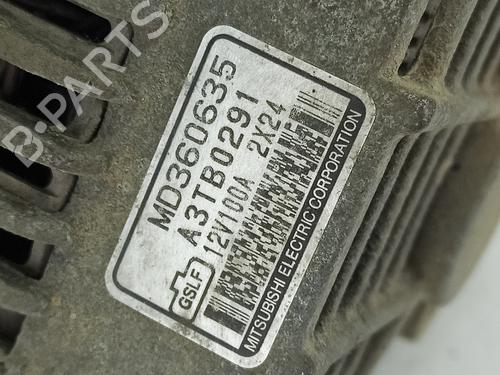 B-PARTS
MD360635
A3TB0291
12V100A 2X24
GSLF
MITSUBISHI ELECTRIC CORPORATION